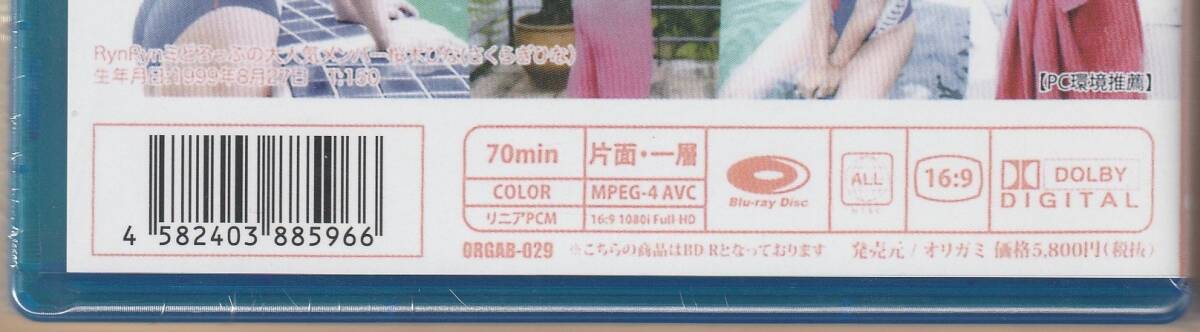 RynRynミどろっぷの大人気メンバー桜木ひな(さくらぎひな)
生年月日:1999年8月27日 T:160
【PC環境推薦】
70min 片面・一層
COLOR MPEG-4 AVC
リニアPCM 16:9 1080i Full-HD
Blu-ray Disc
ALL
NTSC
16:9
DOLBY
DIGITAL
4 582403 885966
ORGAB-029 ※こちらの商品はBD-Rとなっております 発売元 / オリガミ 価格5,800円(税抜)